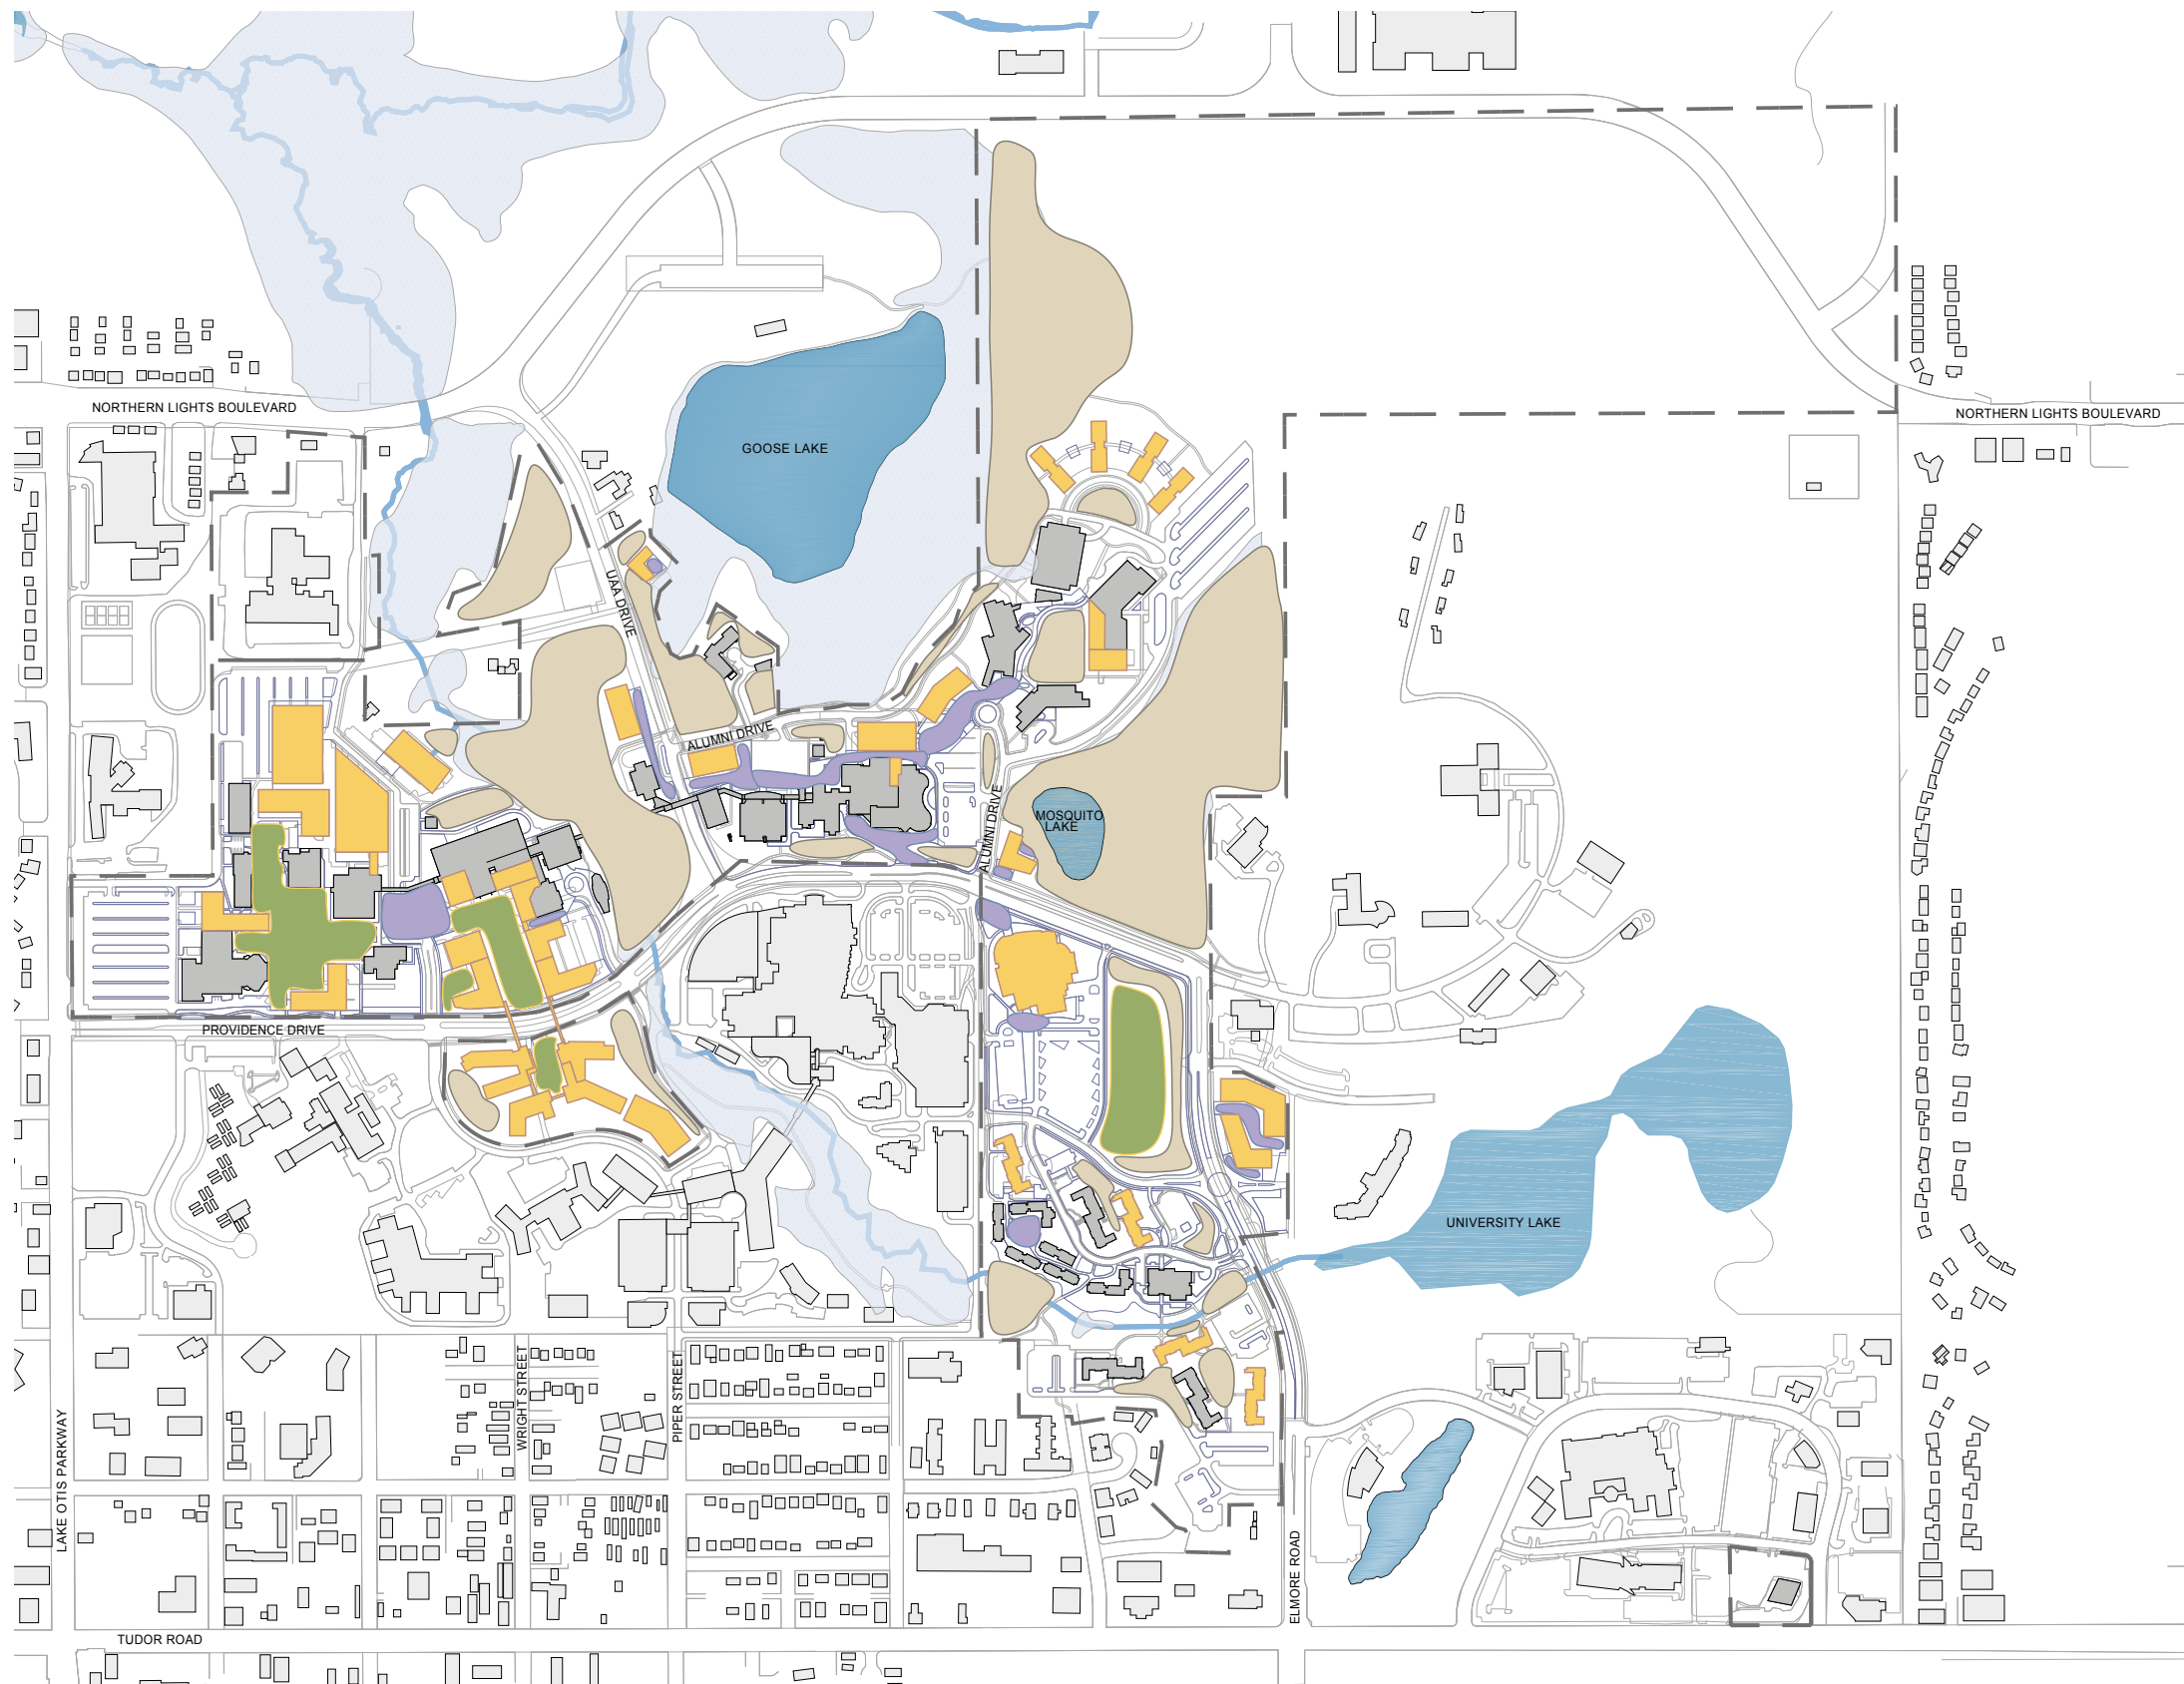 NORTHERN LIGHTS BOULEVARD
NORTHERN LIGHTS BOULEVARD
GOOSE LAKE
UAA DRIVE
ALUMNI DRIVE
ALUMNI DRIVE
MOSQUITO
LAKE
PROVIDENCE DRIVE
UNIVERSITY LAKE
LAKE OTIS PARKWAY
WRIGHT STREET
PIPER STREET
ELMORE ROAD
TUDOR ROAD